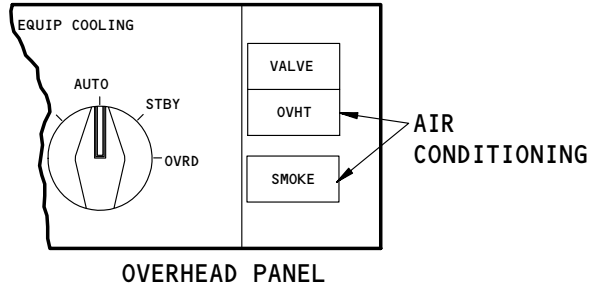 EQUIP COOLING
AUTO
STBY
OVRD
VALVE
OVHT
SMOKE
AIR
CONDITIONING
OVERHEAD PANEL